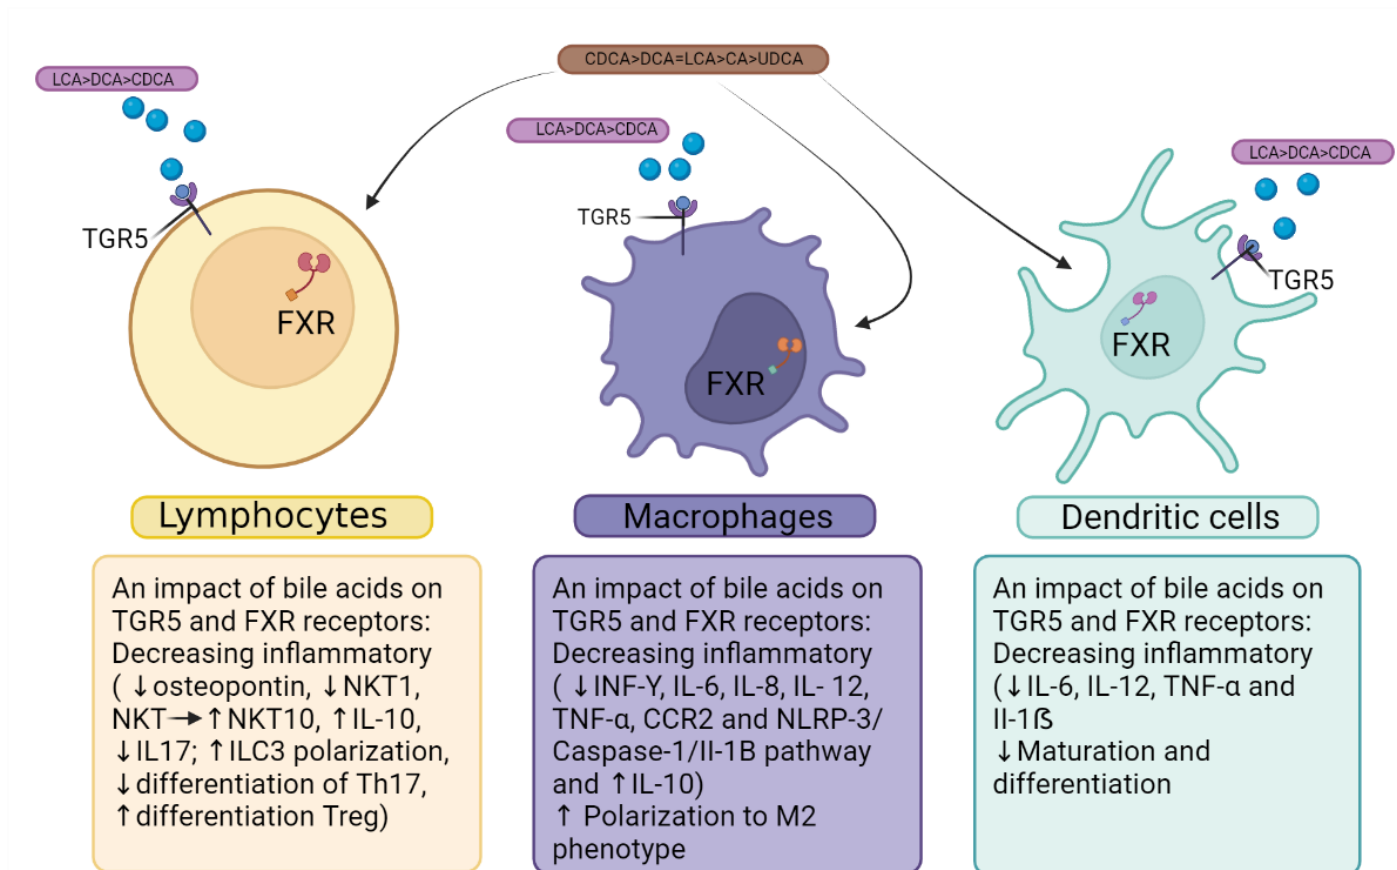 CDCA>DCA=LCA>CA>UDCA
LCA>DCA>CDCA
LCA>DCA>CDCA
LCA>DCA>CDCA
TGR5
TGR5
TGR5
FXR
FXR
FXR
Lymphocytes
An impact of bile acids on
TGR5 and FXR receptors:
Decreasing inflammatory
( ↓osteopontin, ↓NKT1,
NKT→↑NKT10, ↑IL-10,
↓IL17; ↑ILC3 polarization,
↓differentiation of Th17,
↑differentiation Treg)
Macrophages
An impact of bile acids on
TGR5 and FXR receptors:
Decreasing inflammatory
( ↓INF-Y, IL-6, IL-8, IL- 12,
TNF-α, CCR2 and NLRP-3/
Caspase-1/II-1B pathway
and ↑IL-10)
↑ Polarization to M2
phenotype
Dendritic cells
An impact of bile acids on
TGR5 and FXR receptors:
Decreasing inflammatory
(↓IL-6, IL-12, TNF-α and
II-1ß
↓Maturation and
differentiation